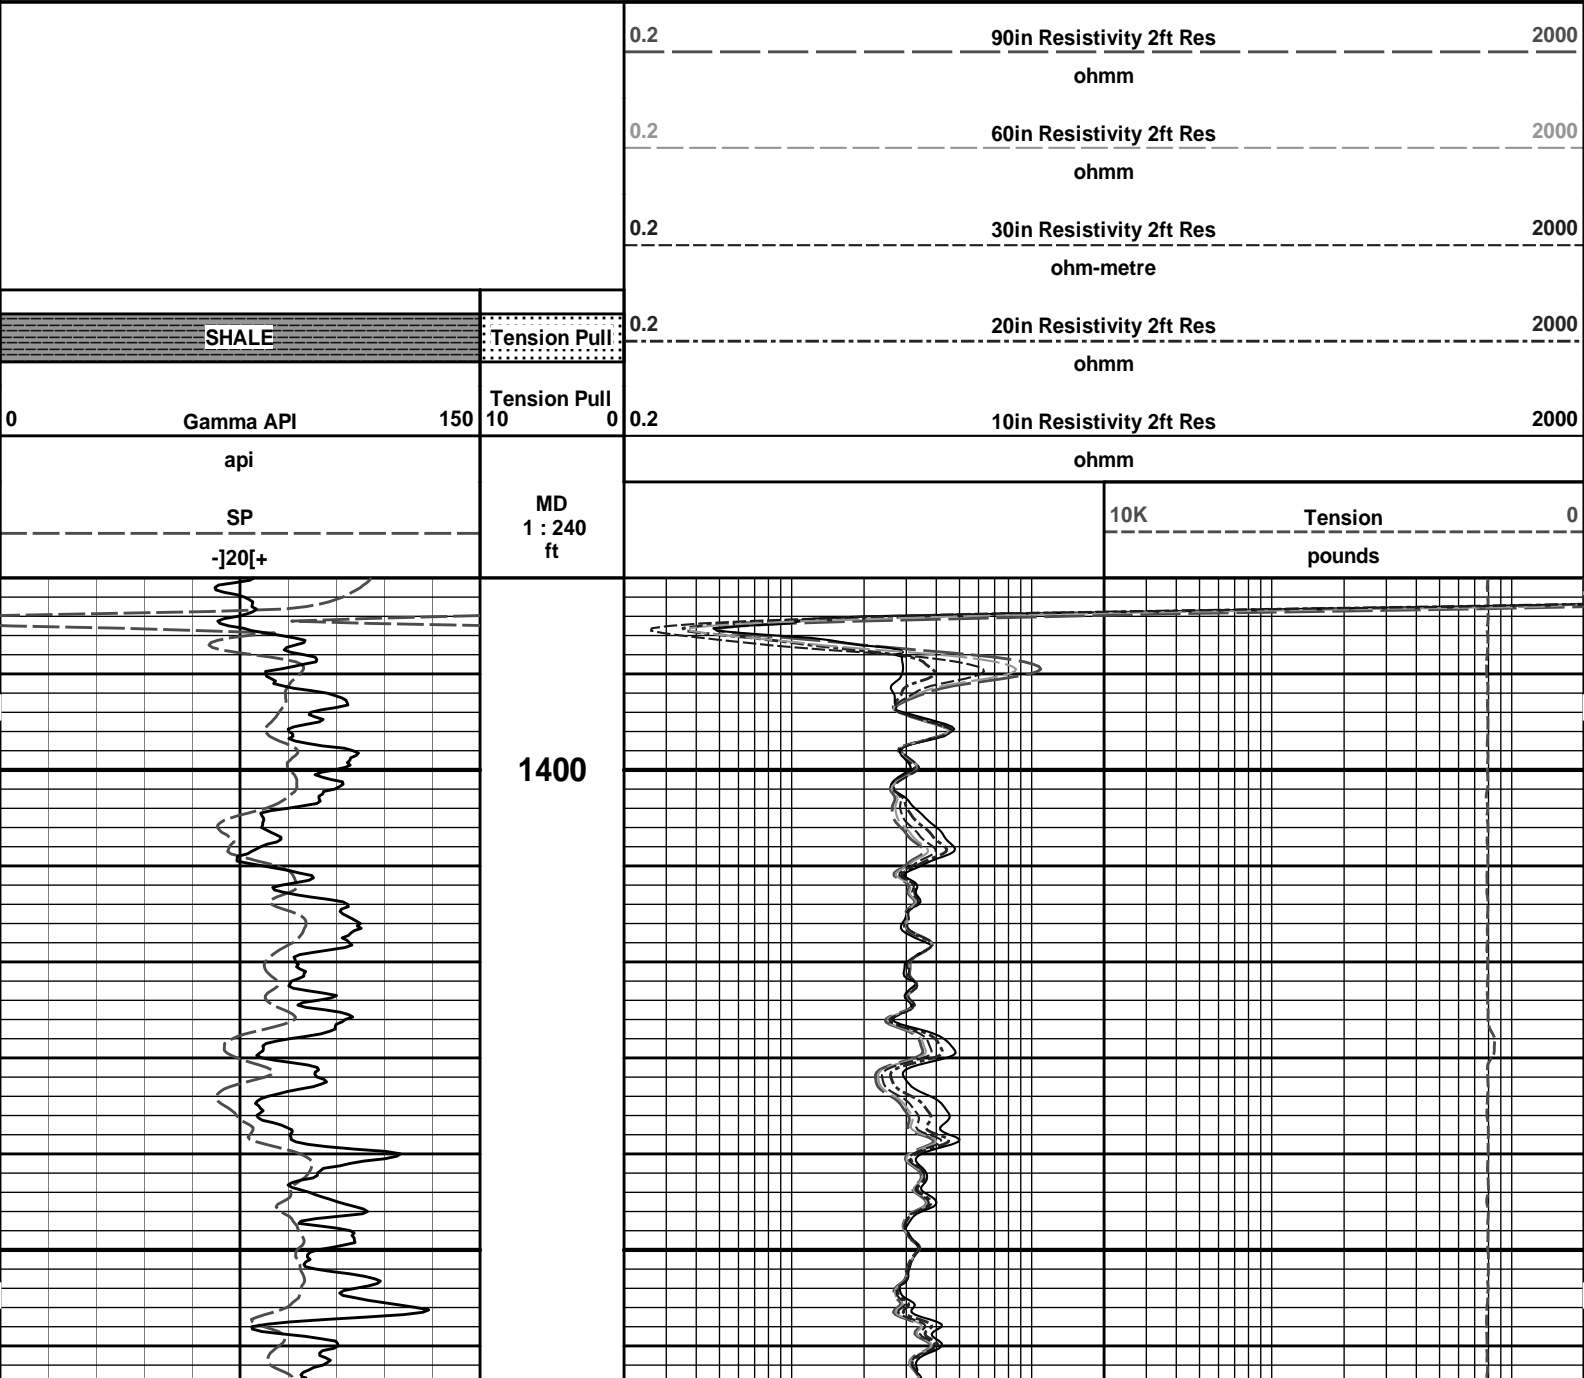 0.2 90in Resistivity 2ft Res 2000
ohmm
0.2 60in Resistivity 2ft Res 2000
ohmm
0.2 30in Resistivity 2ft Res 2000
ohm-metre
SHALE Tension Pull 0.2 20in Resistivity 2ft Res 2000
ohmm
Tension Pull
0 Gamma API 150 10 0 0.2 10in Resistivity 2ft Res 2000
api ohmm
SP MD 10K Tension 0
1 : 240
-]20[+ ft pounds
1400